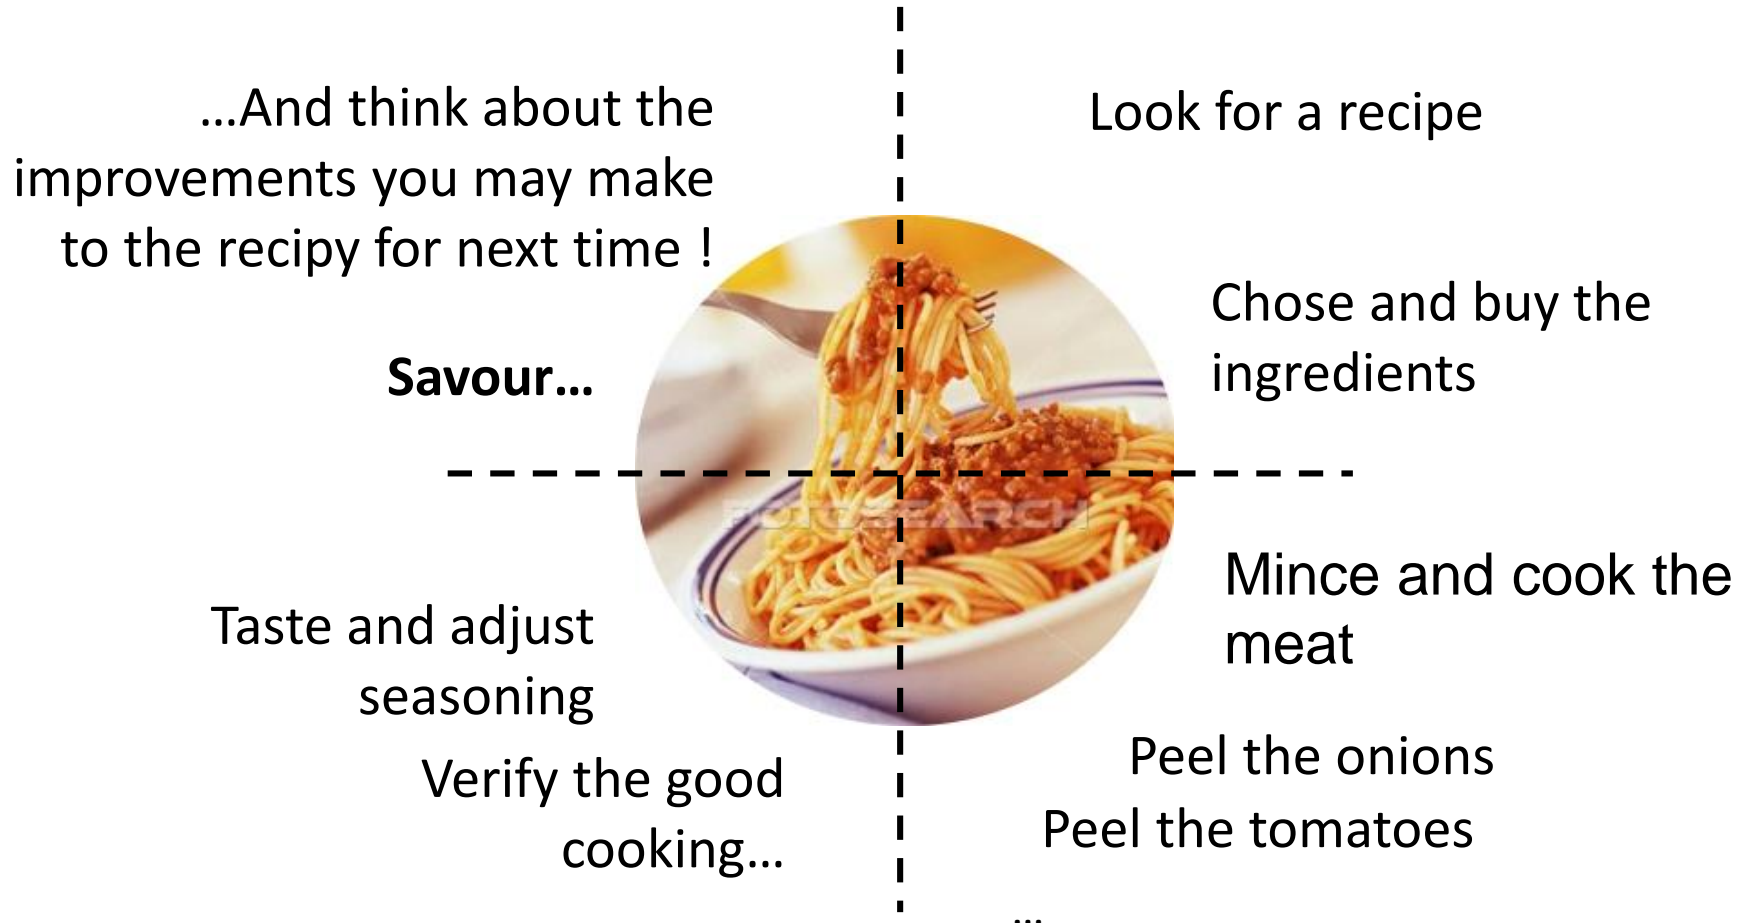 …And think about the
improvements you may make
to the recipy for next time !
Savour…
Look for a recipe
Chose and buy the
ingredients
FOTOSEARCH
Mince and cook the
meat
Peel the onions
Peel the tomatoes
…
Taste and adjust
seasoning
Verify the good
cooking…